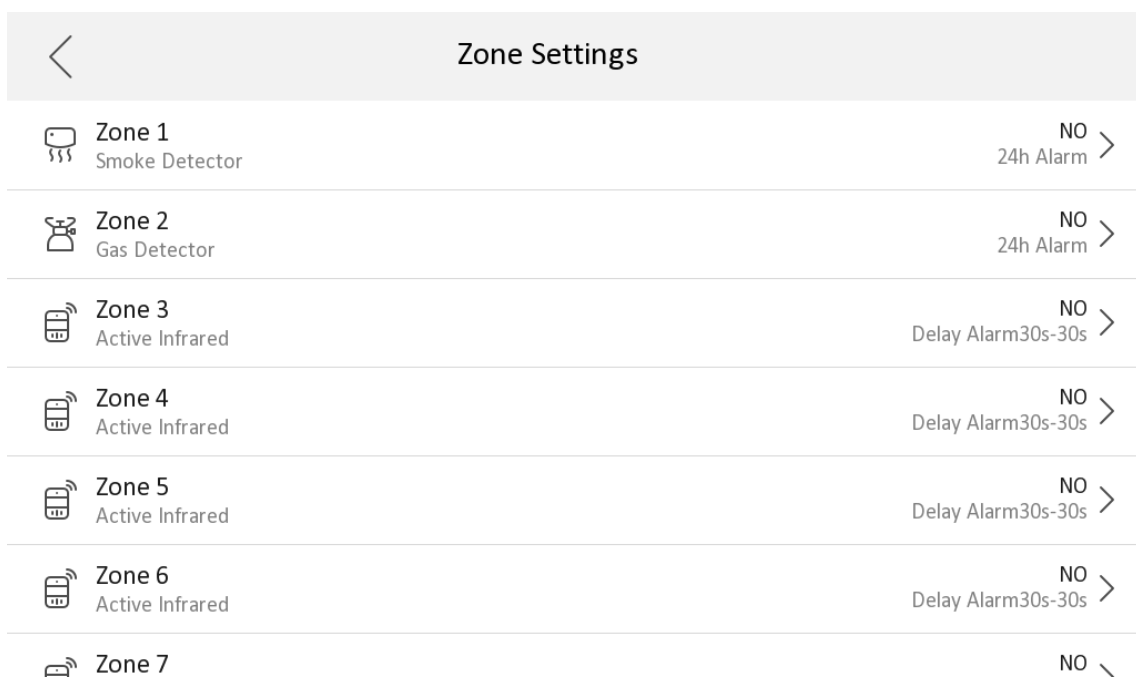 Zone Settings
Zone 1
NO
Smoke Detector
24h Alarm
Zone 2
NO
Gas Detector
24h Alarm
Zone 3
NO
Active Infrared
Delay Alarm30s-30s
Zone 4
NO
Active Infrared
Delay Alarm30s-30s
Zone 5
NO
Active Infrared
Delay Alarm30s-30s
Zone 6
NO
Active Infrared
Delay Alarm30s-30s
Zone 7
NO